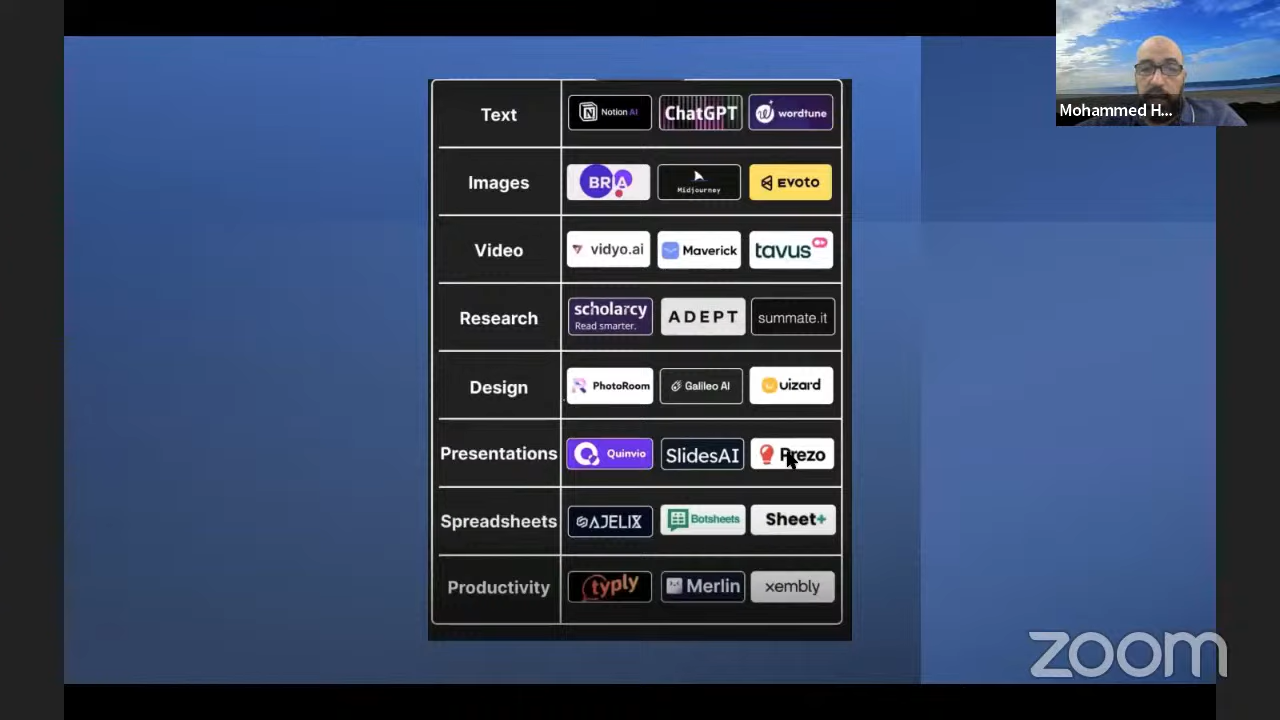 Mohammed H...
Text
Notion AI
ChatGPT
wordtune
Images
BRIA
Midjourney
EVOTO
Video
vidyo.ai
Maverick
tavus
Research
scholarcy
Read smarter.
ADEPT
summate.it
Design
PhotoRoom
Galileo AI
uizard
Presentations
Quinvio
SlidesAI
Prezo
Spreadsheets
AJELIX
Botsheets
Sheet+
Productivity
typly
Merlin
xembly
zoom